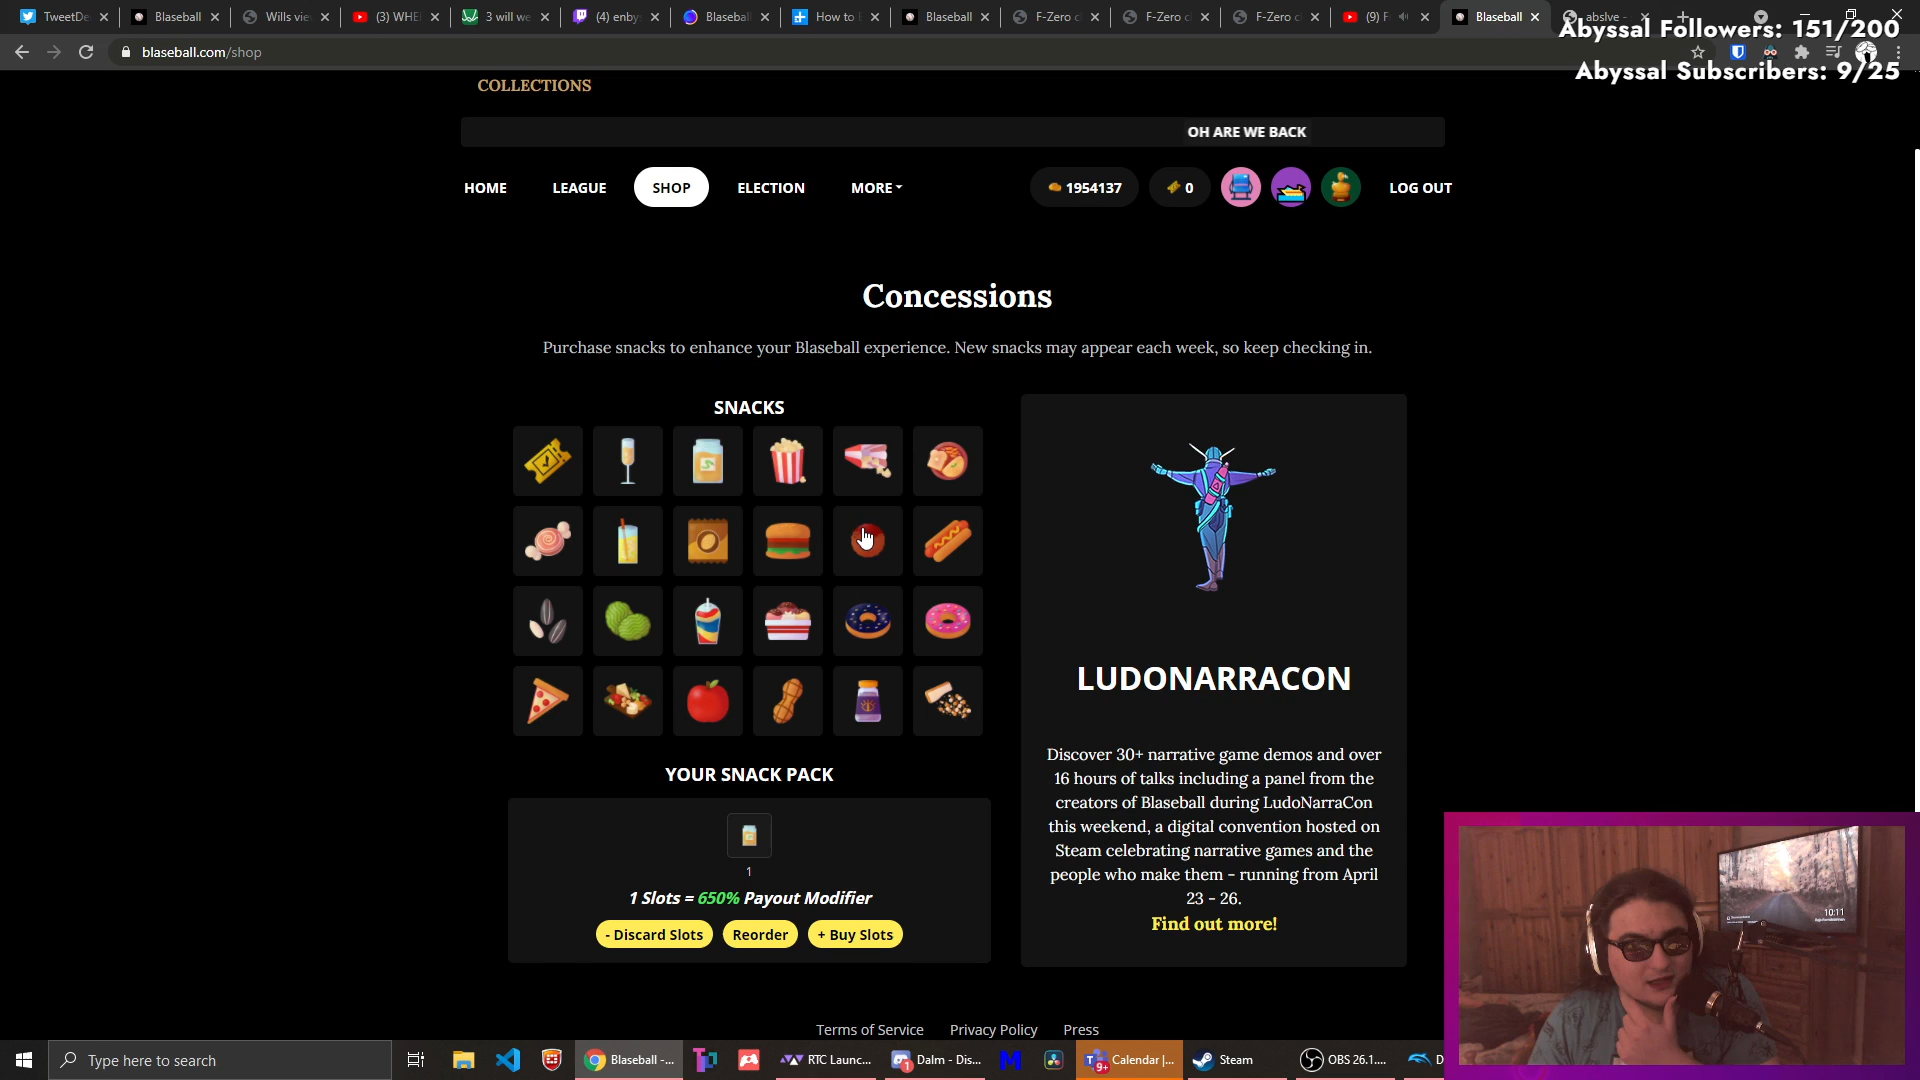 TweetDe
Blaseball
Wills vie
(3) WHE
3 will we
(4) enby
Blaseball
How to
Blaseball
F-Zero c
F-Zero c
F-Zero c
(9) F
Blaseball
abslve -
blaseball.com/shop
Abyssal Followers: 151/200
Abyssal Subscribers: 9/25
COLLECTIONS
OH ARE WE BACK
HOME LEAGUE SHOP ELECTION MORE 1954137 0 LOG OUT
Concessions
Purchase snacks to enhance your Blaseball experience. New snacks may appear each week, so keep checking in.
SNACKS
YOUR SNACK PACK
1
1 Slots = 650% Payout Modifier
- Discard Slots Reorder + Buy Slots
LUDONARRACON
Discover 30+ narrative game demos and over
16 hours of talks including a panel from the
creators of Blaseball during LudoNarraCon
this weekend, a digital convention hosted on
Steam celebrating narrative games and the
people who make them - running from April
23 - 26.
Find out more!
10:11
Terms of Service Privacy Policy Press
Type here to search
Blaseball -...
RTC Launc...
1
Dalm - Dis...
9+
Calendar |...
Steam
OBS 26.1....
D